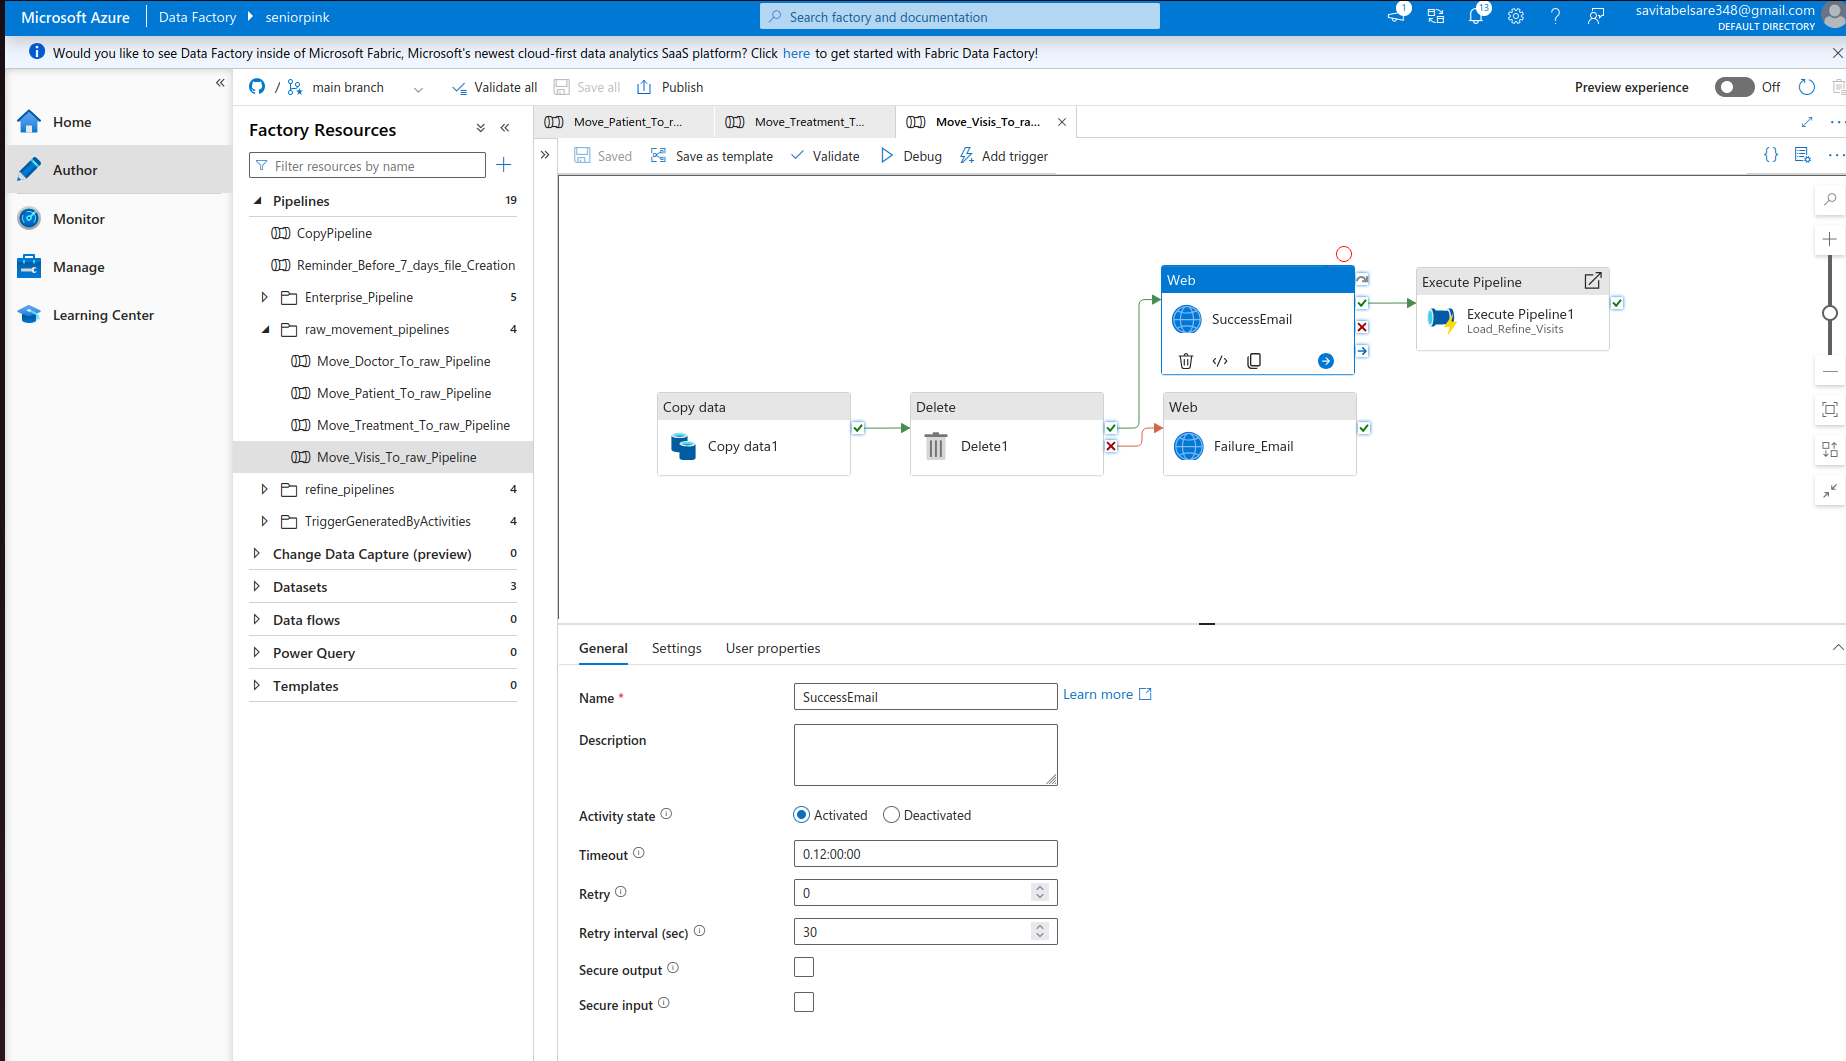 Microsoft Azure
Data Factory
seniorpink
Search factory and documentation
1
13
savitabelsare348@gmail.com
DEFAULT DIRECTORY
Would you like to see Data Factory inside of Microsoft Fabric, Microsoft's newest cloud-first data analytics SaaS platform? Click here to get started with Fabric Data Factory!
/ main branch
Validate all
Save all
Publish
Preview experience
Off
Home
Author
Monitor
Manage
Learning Center
Factory Resources
Filter resources by name
Pipelines 19
CopyPipeline
Reminder_Before_7_days_file_Creation
Enterprise_Pipeline 5
raw_movement_pipelines 4
Move_Doctor_To_raw_Pipeline
Move_Patient_To_raw_Pipeline
Move_Treatment_To_raw_Pipeline
Move_Visis_To_raw_Pipeline
refine_pipelines 4
TriggerGeneratedByActivities 4
Change Data Capture (preview) 0
Datasets 3
Data flows 0
Power Query 0
Templates 0
Move_Patient_To_r...
Move_Treatment_T...
Move_Visis_To_ra...
Saved
Save as template
Validate
Debug
Add trigger
{}
Web
SuccessEmail
</>
Execute Pipeline
Execute Pipeline1
Load_Refine_Visits
Copy data
Copy data1
Delete
Delete1
Web
Failure_Email
General
Settings
User properties
Name *
SuccessEmail
Learn more
Description
Activity state
Activated
Deactivated
Timeout
0.12:00:00
Retry
0
Retry interval (sec)
30
Secure output
Secure input